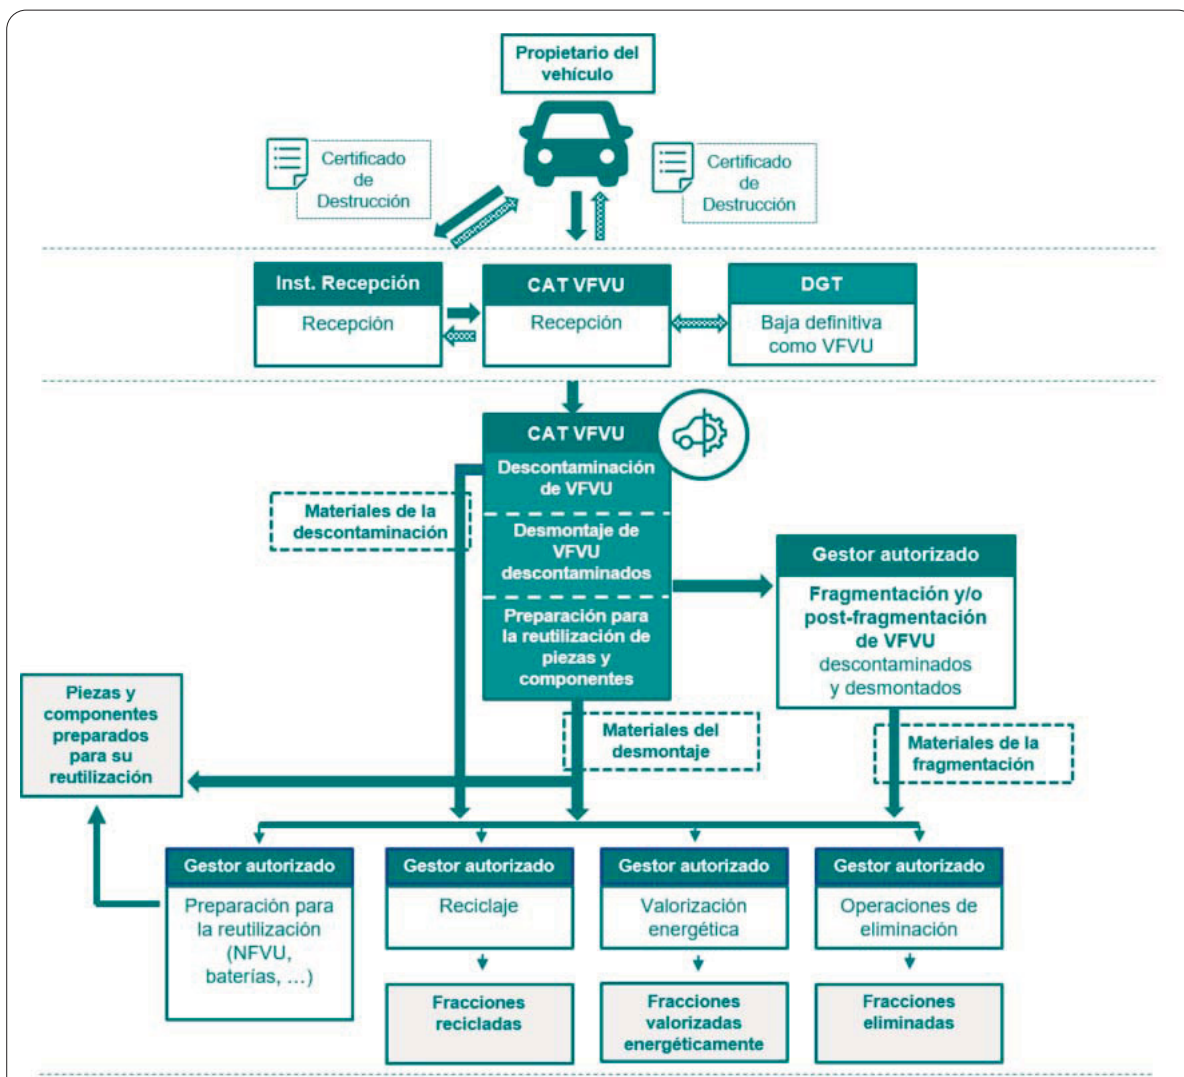 Propietario del
vehículo
Certificado
de
Destrucción
Certificado
de
Destrucción
Inst. Recepción
Recepción
CAT VFVU
Recepción
DGT
Baja definitiva
como VFVU
CAT VFVU
Descontaminación
de VFVU
Desmontaje de
VFVU
descontaminados
Preparación para
la reutilización de
piezas y
componentes
Materiales de la
descontaminación
Gestor autorizado
Fragmentación y/o
post-fragmentación
de VFVU
descontaminados
y desmontados
Piezas y
componentes
preparados
para su
reutilización
Materiales del
desmontaje
Materiales de la
fragmentación
Gestor autorizado
Preparación para
la reutilización
(NFVU,
baterías, ...)
Gestor autorizado
Reciclaje
Gestor autorizado
Valorización
energética
Gestor autorizado
Operaciones de
eliminación
Fracciones
recicladas
Fracciones
valorizadas
energéticamente
Fracciones
eliminadas